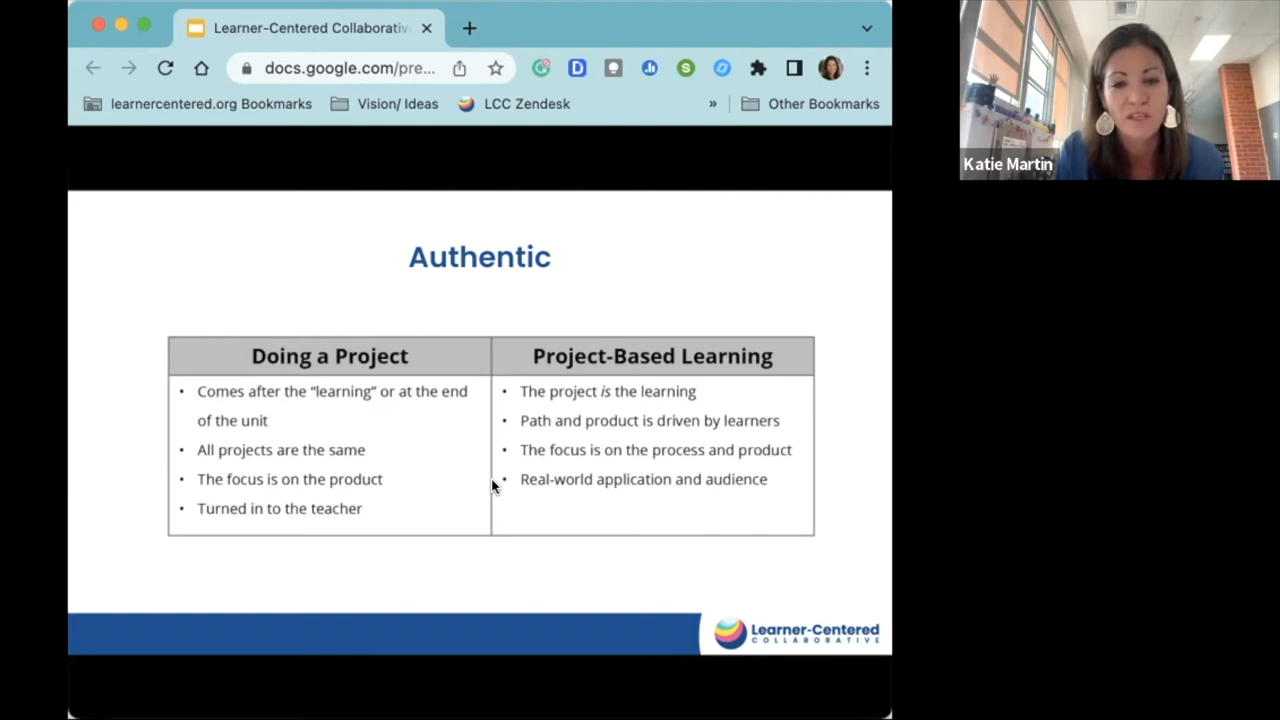 Learner-Centered Collaborativ
docs.google.com/pre...
learnercentered.org Bookmarks
Vision/ Ideas
LCC Zendesk
»
Other Bookmarks
Katie Martin
Authentic
Doing a Project
• Comes after the “learning” or at the end
of the unit
• All projects are the same
• The focus is on the product
• Turned in to the teacher
Project-Based Learning
• The project is the learning
• Path and product is driven by learners
• The focus is on the process and product
• Real-world application and audience
Learner-Centered
COLLABORATIVE